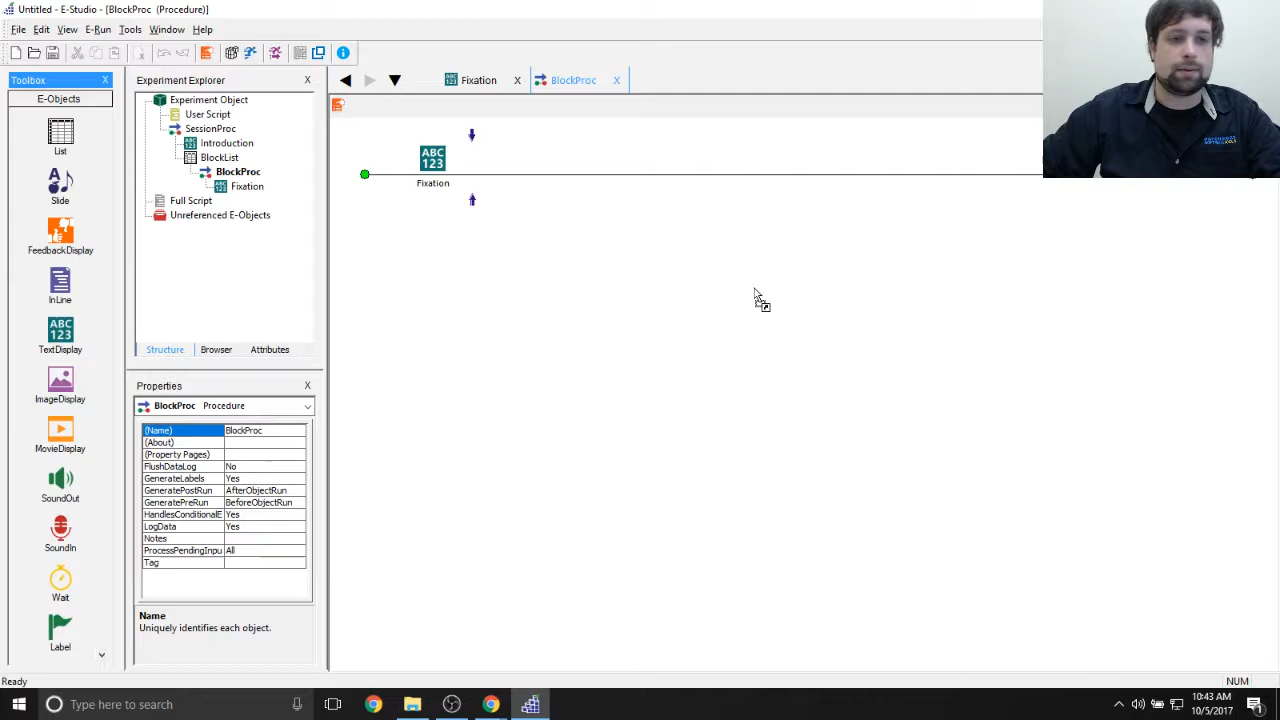 Untitled - E-Studio - [BlockProc  (Procedure)]
File Edit View E-Run Tools Window Help
Toolbox X
E-Objects
List
Slide
FeedbackDisplay
InLine
ABC
123
TextDisplay
ImageDisplay
MovieDisplay
SoundOut
SoundIn
Wait
Label
Experiment Explorer X
Experiment Object
User Script
SessionProc
Introduction
BlockList
BlockProc
Fixation
Full Script
Unreferenced E-Objects
Structure Browser Attributes
Properties X
BlockProc Procedure
(Name) BlockProc
(About)
(Property Pages)
FlushDataLog No
GenerateLabels Yes
GeneratePostRun AfterObjectRun
GeneratePreRun BeforeObjectRun
HandlesConditionalE Yes
LogData Yes
Notes
ProcessPendingInpu All
Tag
Name
Uniquely identifies each object.
Fixation X BlockProc X
ABC
123
Fixation
Ready NUM
Type here to search
10:43 AM
10/5/2017